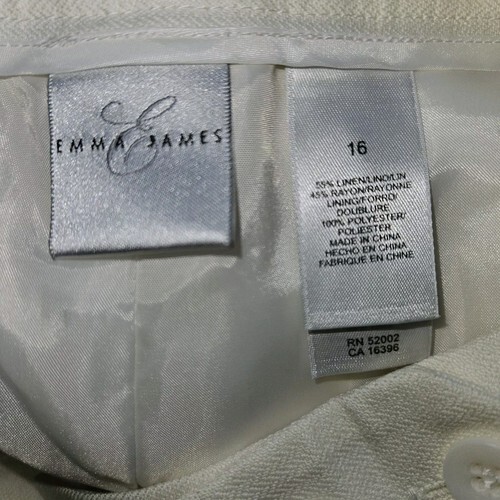 E
EMMA JAMES
16
55% LINEN/LINO/LIN
45% RAYON/RAYONNE
LINING/FORRO/
DOUBLURE
100% POLYESTER/
POLIESTER
MADE IN CHINA
HECHO EN CHINA
FABRIQUE EN CHINE
RN 52002
CA 16396